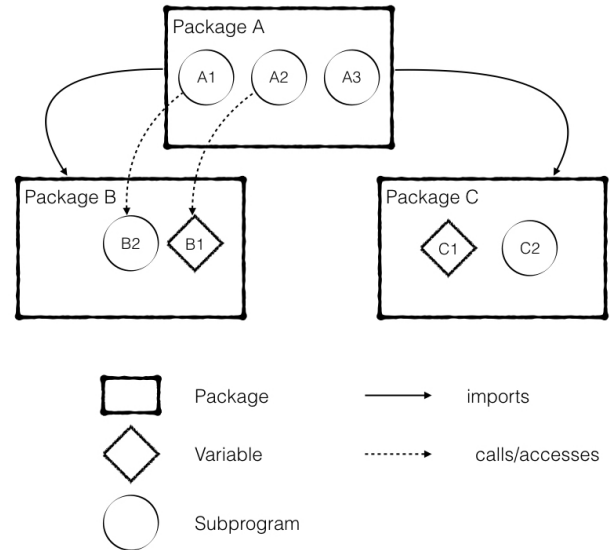 Package A
A1 A2 A3
Package B
Package C
B2 B1
C1 C2
Package
imports
Variable
calls/accesses
Subprogram